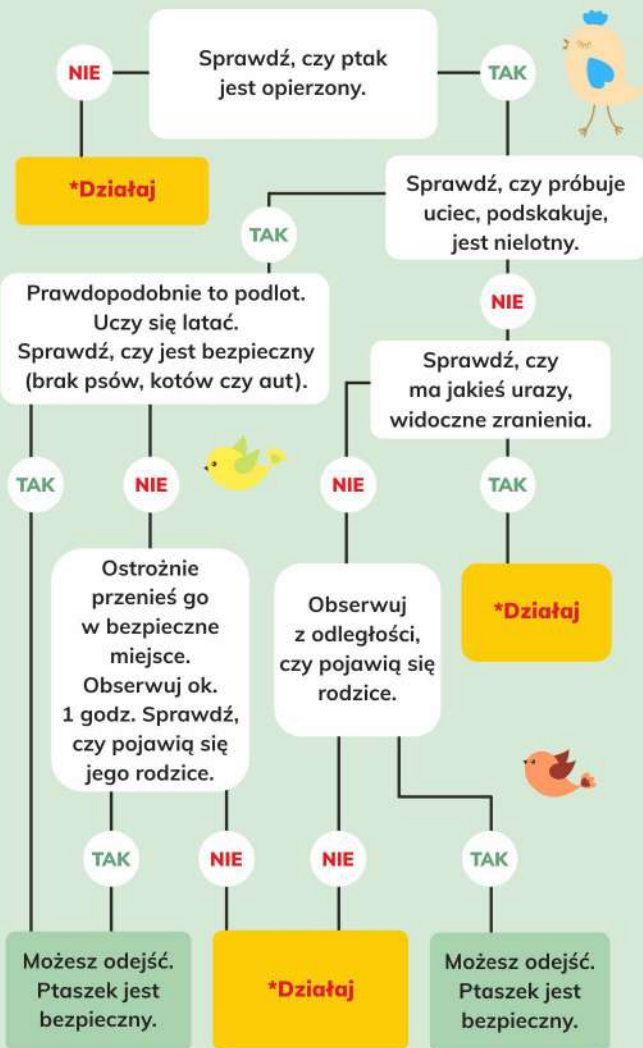 Sprawdź, czy ptak
jest opierzony.
NIE
TAK
*Działaj
Sprawdź, czy próbuje
uciec, podskakuje,
jest nielotny.
TAK
NIE
Prawdopodobnie to podlot.
Uczy się latać.
Sprawdź, czy jest bezpieczny
(brak psów, kotów czy aut).
Sprawdź, czy
ma jakieś urazy,
widoczne zranienia.
TAK
NIE
NIE
TAK
Ostrożnie
przenieś go
w bezpieczne
miejsce.
Obserwuj ok.
1 godz. Sprawdź,
czy pojawią się
jego rodzice.
Obserwuj
z odległości,
czy pojawią się
rodzice.
*Działaj
TAK
NIE
NIE
TAK
Możesz odejść.
Ptaszek jest
bezpieczny.
*Działaj
Możesz odejść.
Ptaszek jest
bezpieczny.